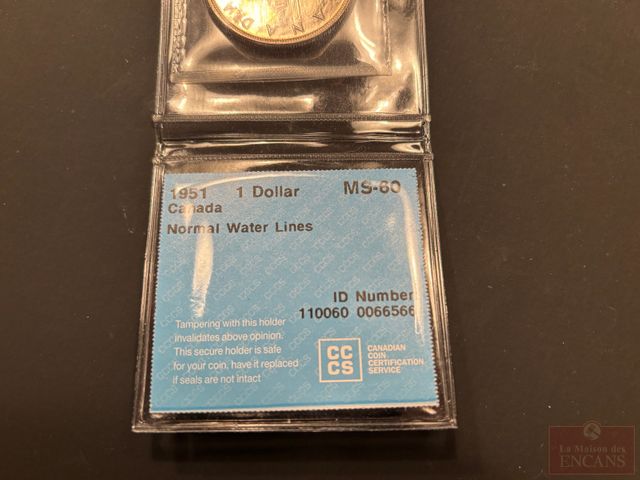 1951 1 Dollar MS-60
Canada
Normal Water Lines
ID Number
110060 0066566
Tampering with this holder
invalidates above opinion.
This secure holder is safe
for your coin, have it replaced
if seals are not intact
CC
CS
CANADIAN
COIN
CERTIFICATION
SERVICE
La Maison des
ENCANS